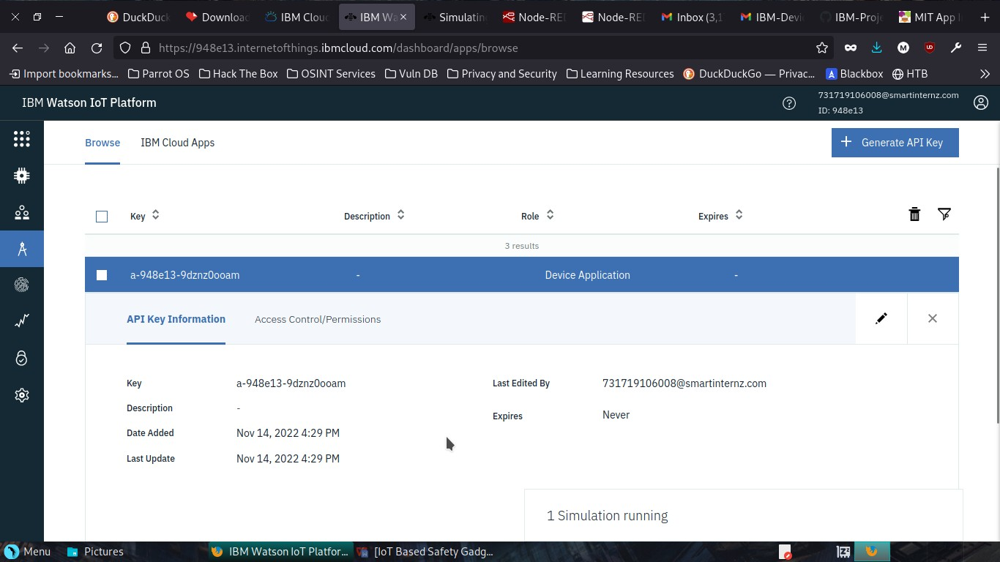 DuckDuck
Downloa
IBM Clou
IBM Wa
Simulatin
Node-RE
Node-RED
Inbox (3,1
IBM-Devi
IBM-Proje
MIT App I
https://948e13.internetofthings.ibmcloud.com/dashboard/apps/browse
Import bookmarks... Parrot OS Hack The Box OSINT Services Vuln DB Privacy and Security Learning Resources DuckDuckGo — Privac... Blackbox HTB
IBM Watson IoT Platform
731719106008@smartinternz.com
ID: 948e13
Browse IBM Cloud Apps
Generate API Key
Key Description Role Expires
3 results
a-948e13-9dznz0ooam - Device Application -
API Key Information Access Control/Permissions
Key a-948e13-9dznz0ooam Last Edited By 731719106008@smartinternz.com
Description - Expires Never
Date Added Nov 14, 2022 4:29 PM
Last Update Nov 14, 2022 4:29 PM
1 Simulation running
Menu Pictures IBM Watson IoT Platfor... [IoT Based Safety Gadg...